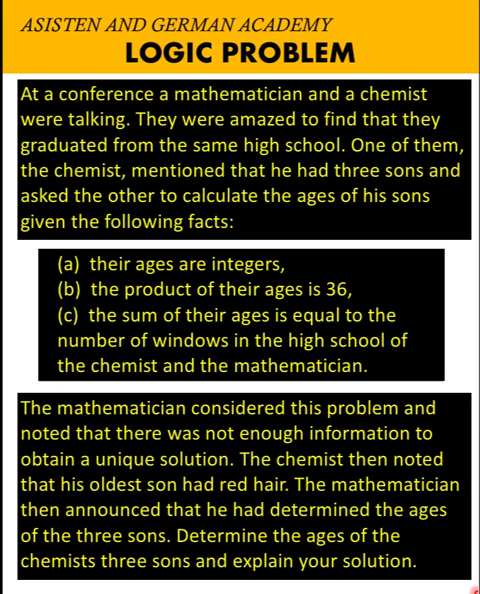 ASISTEN AND GERMAN ACADEMY
LOGIC PROBLEM
At a conference a mathematician and a chemist
were talking. They were amazed to find that they
graduated from the same high school. One of them,
the chemist, mentioned that he had three sons and
asked the other to calculate the ages of his sons
given the following facts:
(a) their ages are integers,
(b) the product of their ages is 36,
(c) the sum of their ages is equal to the
number of windows in the high school of
the chemist and the mathematician.
The mathematician considered this problem and
noted that there was not enough information to
obtain a unique solution. The chemist then noted
that his oldest son had red hair. The mathematician
then announced that he had determined the ages
of the three sons. Determine the ages of the
chemists three sons and explain your solution.